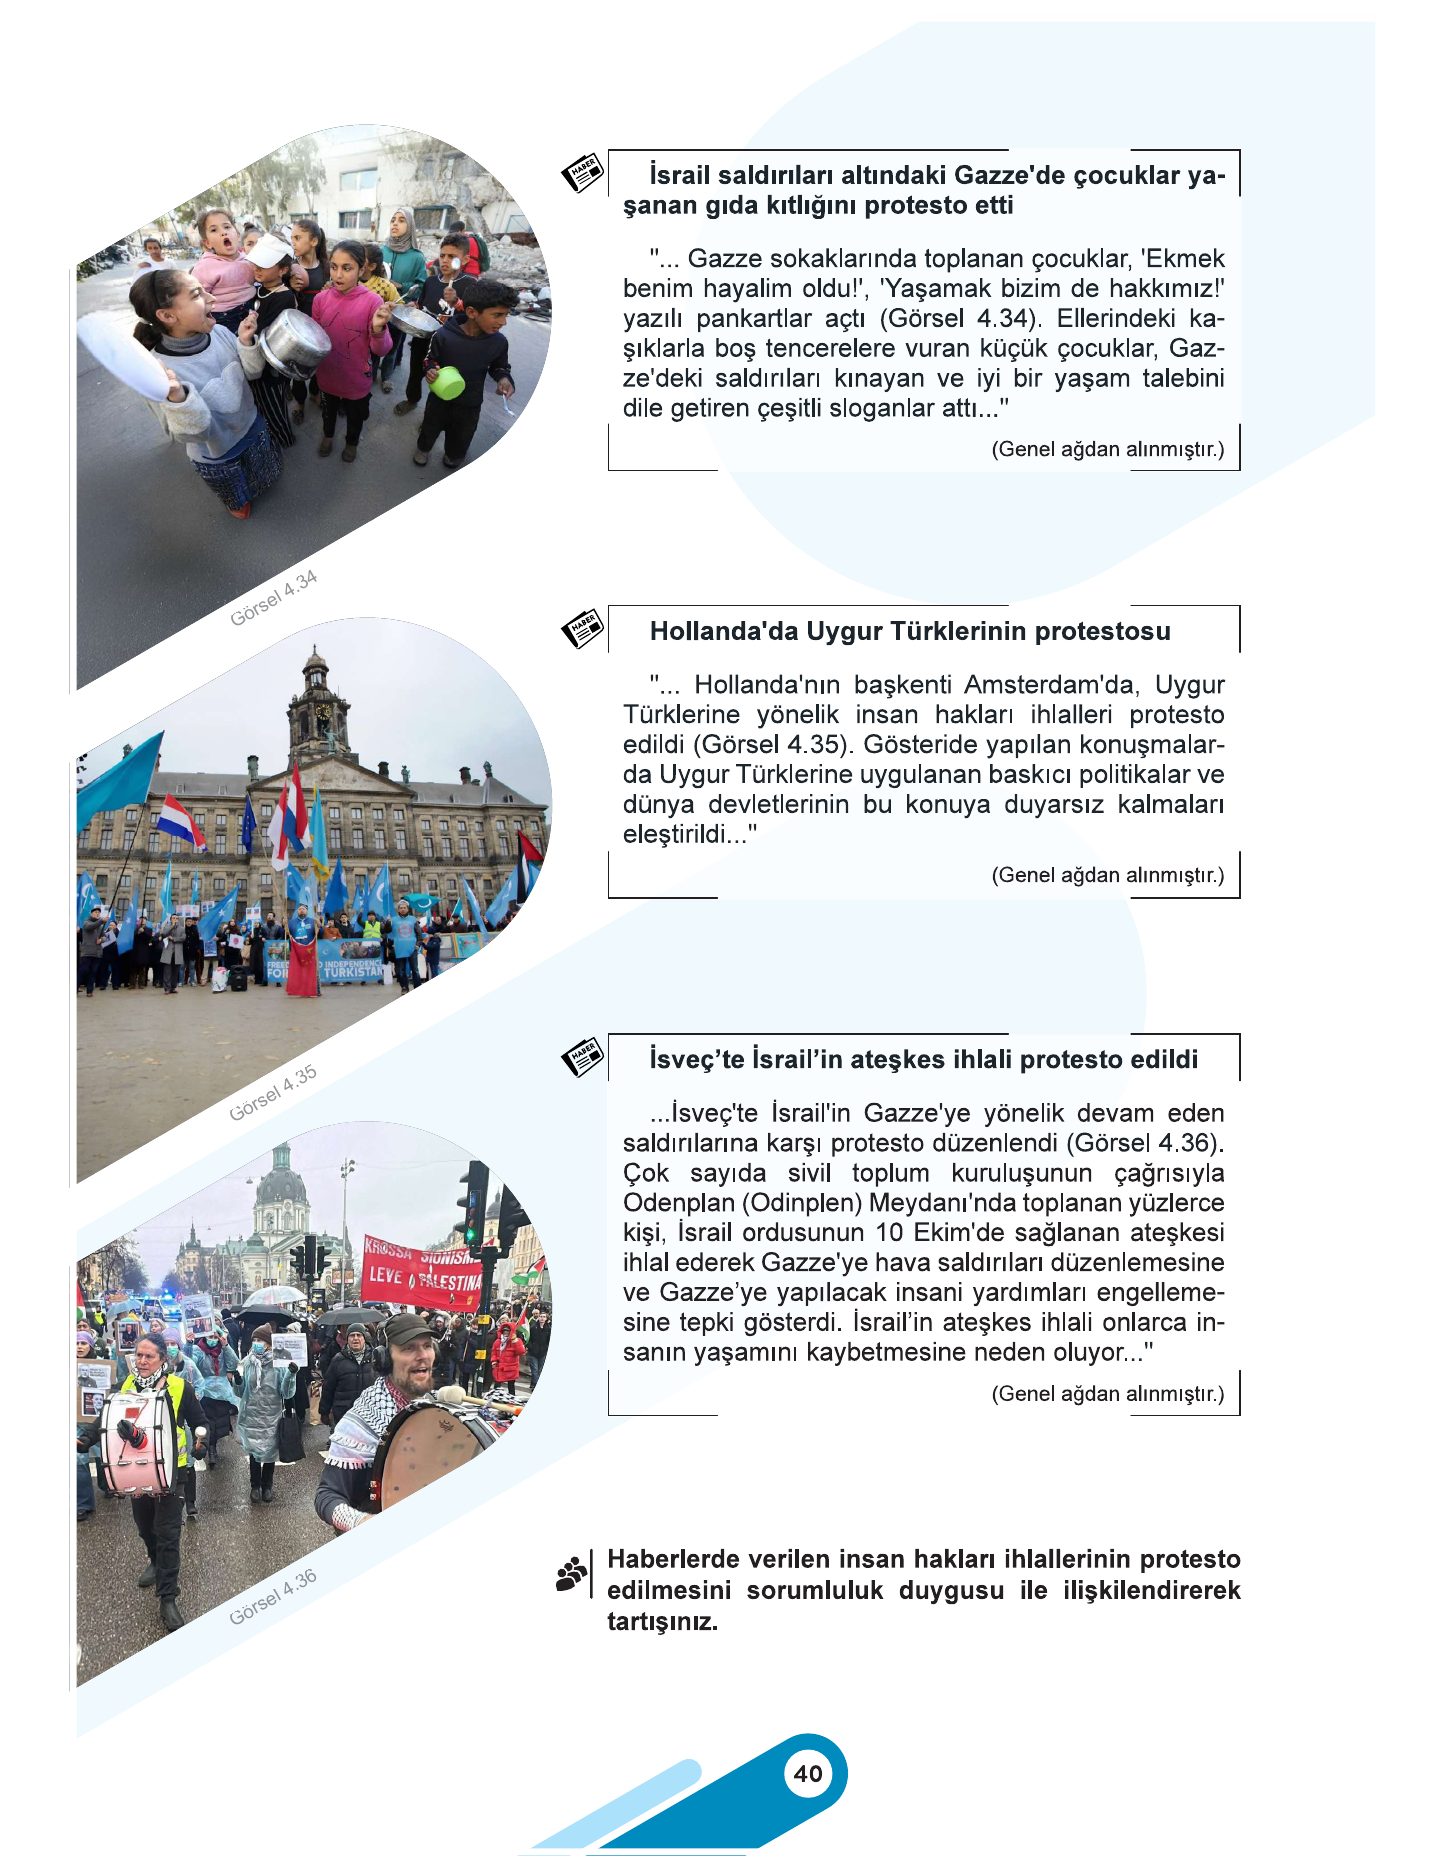 HABER
İsrail saldırıları altındaki Gazze'de çocuklar ya-
şanan gıda kıtlığını protesto etti
"... Gazze sokaklarında toplanan çocuklar, 'Ekmek
benim hayalim oldu!', 'Yaşamak bizim de hakkımız!'
yazılı pankartlar açtı (Görsel 4.34). Ellerindeki ka-
şıklarla boş tencerelere vuran küçük çocuklar, Gaz-
ze'deki saldırıları kınayan ve iyi bir yaşam talebini
dile getiren çeşitli sloganlar attı..."
(Genel ağdan alınmıştır.)
Görsel 4.34
HABER
Hollanda'da Uygur Türklerinin protestosu
"... Hollanda'nın başkenti Amsterdam'da, Uygur
Türklerine yönelik insan hakları ihlalleri protesto
edildi (Görsel 4.35). Gösteride yapılan konuşmalar-
da Uygur Türklerine uygulanan baskıcı politikalar ve
dünya devletlerinin bu konuya duyarsız kalmaları
eleştirildi..."
(Genel ağdan alınmıştır.)
INDEPENDENCE
TURKISTAN
Görsel 4.35
HABER
İsveç’te İsrail’in ateşkes ihlali protesto edildi
...İsveç'te İsrail'in Gazze'ye yönelik devam eden
saldırılarına karşı protesto düzenlendi (Görsel 4.36).
Çok sayıda sivil toplum kuruluşunun çağrısıyla
Odenplan (Odinplen) Meydanı'nda toplanan yüzlerce
kişi, İsrail ordusunun 10 Ekim'de sağlanan ateşkesi
ihlal ederek Gazze'ye hava saldırıları düzenlemesine
ve Gazze’ye yapılacak insani yardımları engelleme-
sine tepki gösterdi. İsrail’in ateşkes ihlali onlarca in-
sanın yaşamını kaybetmesine neden oluyor..."
(Genel ağdan alınmıştır.)
KROSSA SIONISM
LEVE PALESTINA
Görsel 4.36
Haberlerde verilen insan hakları ihlallerinin protesto
edilmesini sorumluluk duygusu ile ilişkilendirerek
tartışınız.
40